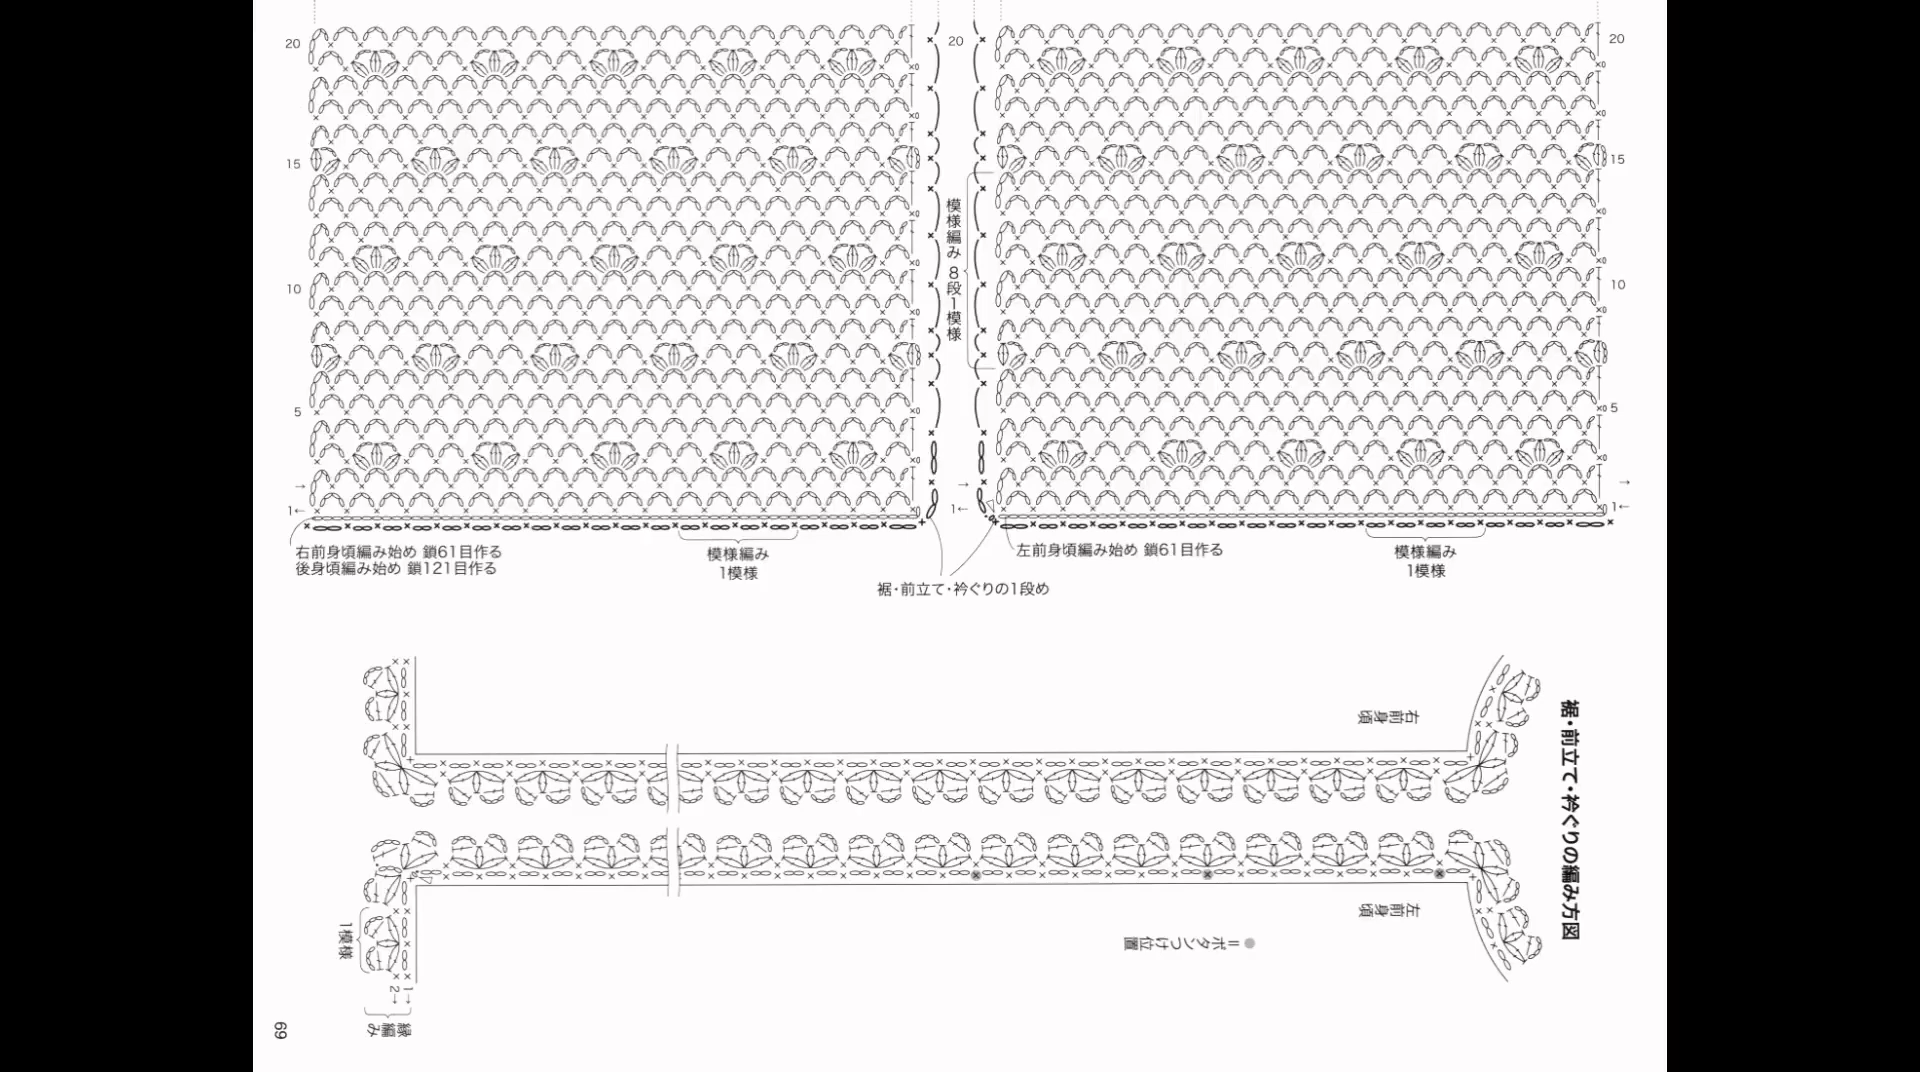 20
15
10
5
→
1←
20
模様編み8段1模様
→
1←
20
15
10
5
→
1←
右前身頃編み始め 鎖61目作る
後身頃編み始め 鎖121目作る
模様編み
1模様
左前身頃編み始め 鎖61目作る
模様編み
1模様
裾・前立て・衿ぐりの1段め
裾・前立て・衿ぐりの編み方図
右前身頃
左前身頃
●=ボタンつけ位置
1模様
1→
2→
縁編み
69